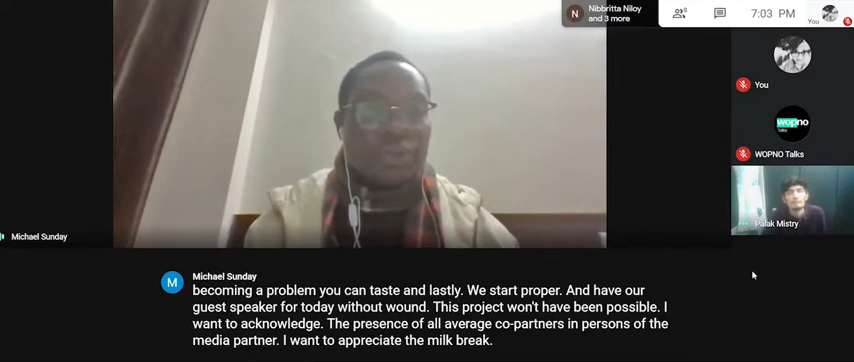 N
Nibbritta Niloy
and 3 more
8
7:03 PM
You
You
wopno
Talks
WOPNO Talks
Palak Mistry
Michael Sunday
M
Michael Sunday
becoming a problem you can taste and lastly. We start proper. And have our
guest speaker for today without wound. This project won't have been possible. I
want to acknowledge. The presence of all average co-partners in persons of the
media partner. I want to appreciate the milk break.